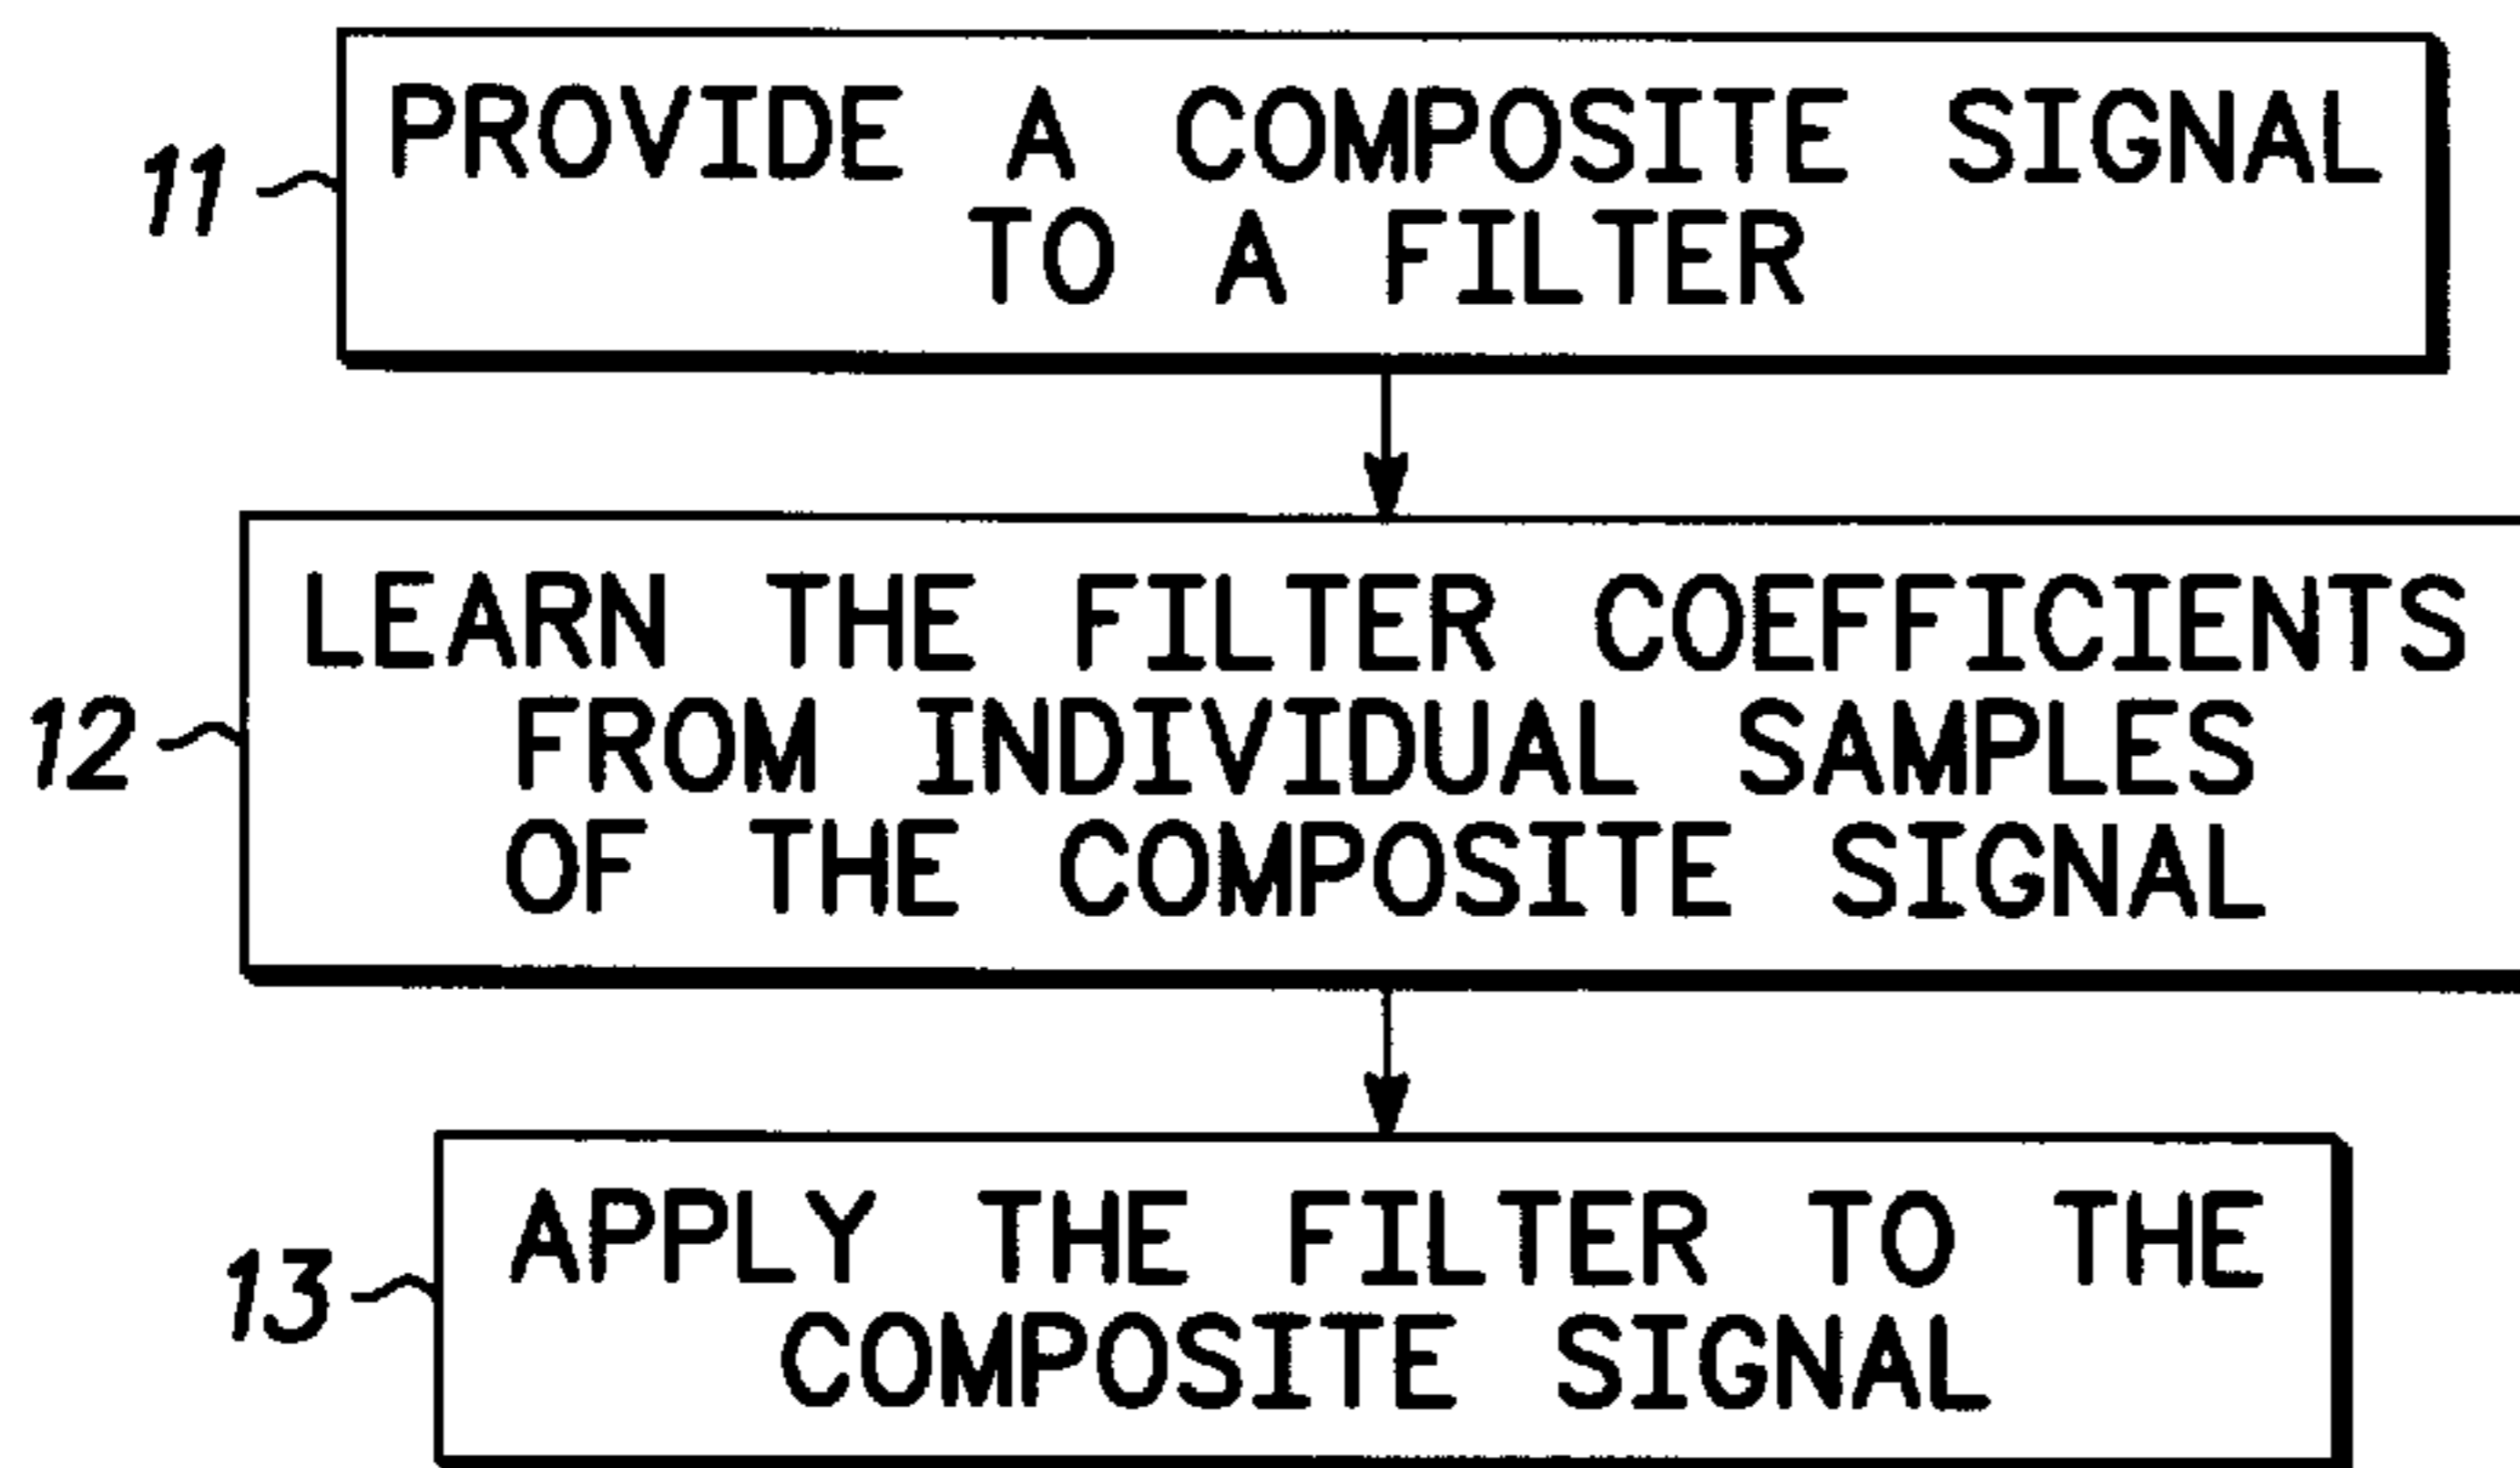 11
PROVIDE A COMPOSITE SIGNAL
TO A FILTER
12
LEARN THE FILTER COEFFICIENTS
FROM INDIVIDUAL SAMPLES
OF THE COMPOSITE SIGNAL
13
APPLY THE FILTER TO THE
COMPOSITE SIGNAL